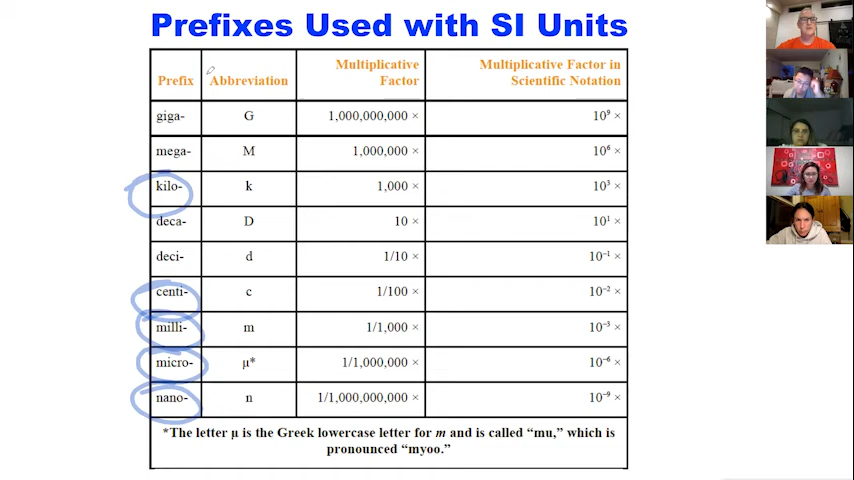 Prefixes Used with SI Units
Prefix Abbreviation Multiplicative Factor Multiplicative Factor in Scientific Notation
giga- G 1,000,000,000 × 10⁹ ×
mega- M 1,000,000 × 10⁶ ×
kilo- k 1,000 × 10³ ×
deca- D 10 × 10¹ ×
deci- d 1/10 × 10⁻¹ ×
centi- c 1/100 × 10⁻² ×
milli- m 1/1,000 × 10⁻³ ×
micro- μ* 1/1,000,000 × 10⁻⁶ ×
nano- n 1/1,000,000,000 × 10⁻⁹ ×
*The letter μ is the Greek lowercase letter for m and is called “mu,” which is
pronounced “myoo.”